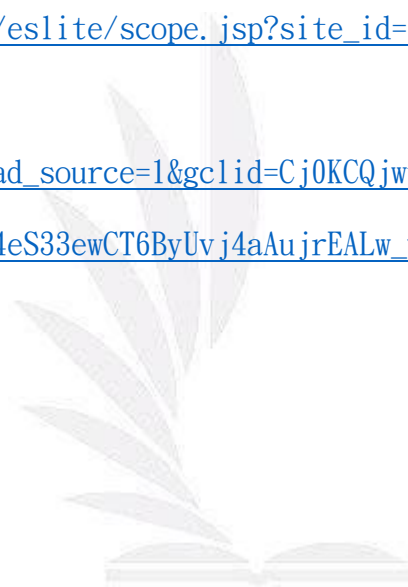 /eslite/scope.jsp?site_id=
ad_source=1&gclid=Cj0KCQjw
4eS33ewCT6ByUvj4aAujrEALw_